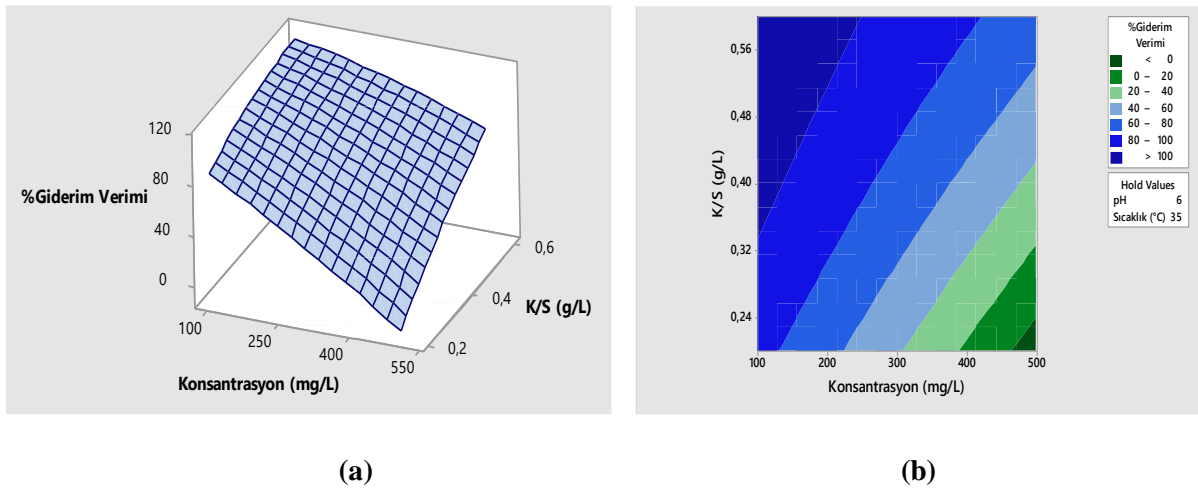 120
80
40
0
%Giderim Verimi
100
250
400
550
Konsantrasyon (mg/L)
0,6
0,4
0,2
K/S (g/L)
(a)
0,56
0,48
0,40
0,32
0,24
K/S (g/L)
100
200
300
400
500
Konsantrasyon (mg/L)
%Giderim
Verimi
< 0
0 – 20
20 – 40
40 – 60
60 – 80
80 – 100
> 100
Hold Values
pH 6
Sıcaklık (°C) 35
(b)